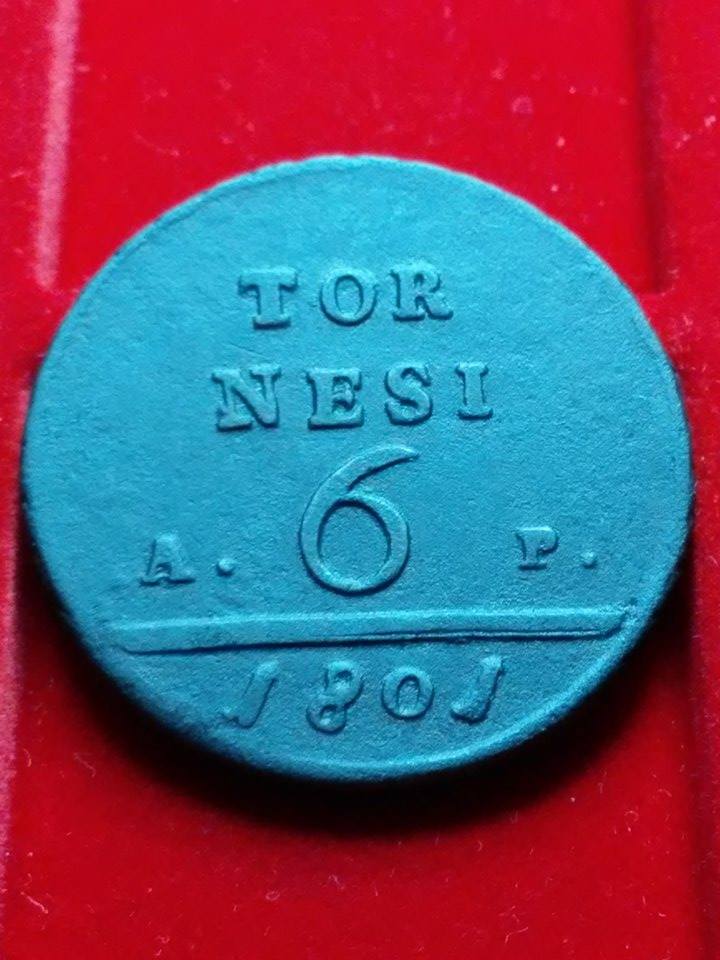 TOR
NESI
A. 6 P.
1801